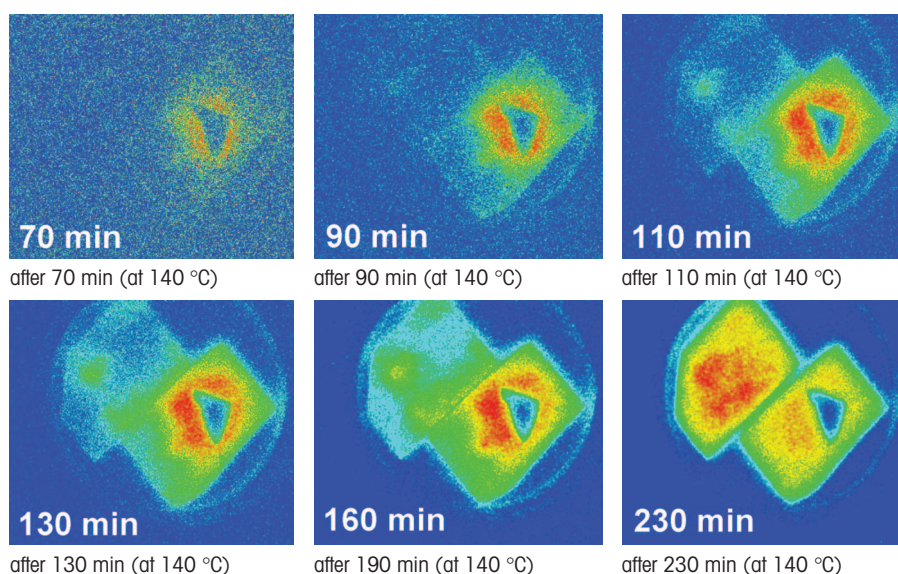 70 min
90 min
110 min
after 70 min (at 140 °C)
after 90 min (at 140 °C)
after 110 min (at 140 °C)
130 min
160 min
230 min
after 130 min (at 140 °C)
after 190 min (at 140 °C)
after 230 min (at 140 °C)